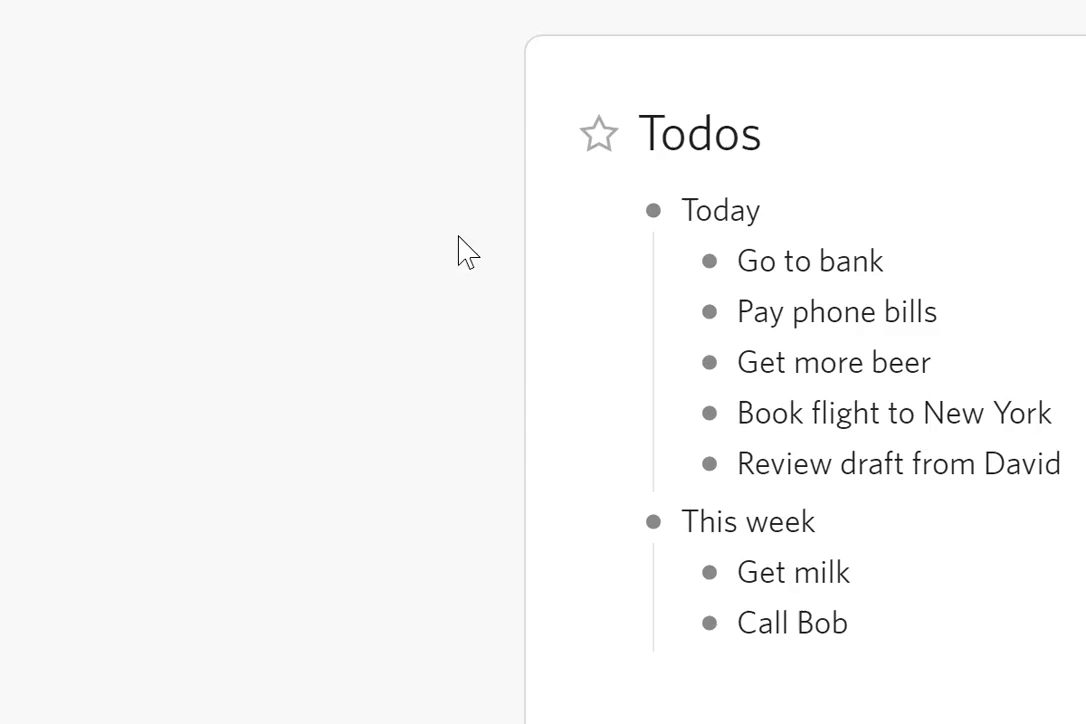 Todos
Today
Go to bank
Pay phone bills
Get more beer
Book flight to New York
Review draft from David
This week
Get milk
Call Bob